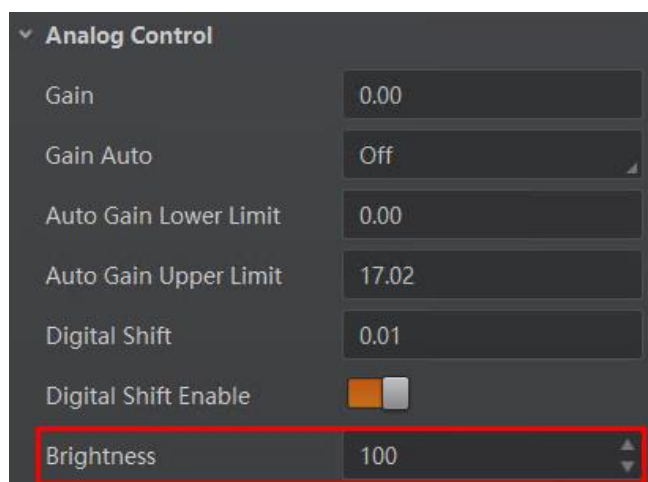 Analog Control
Gain 0.00
Gain Auto Off
Auto Gain Lower Limit 0.00
Auto Gain Upper Limit 17.02
Digital Shift 0.01
Digital Shift Enable
Brightness 100